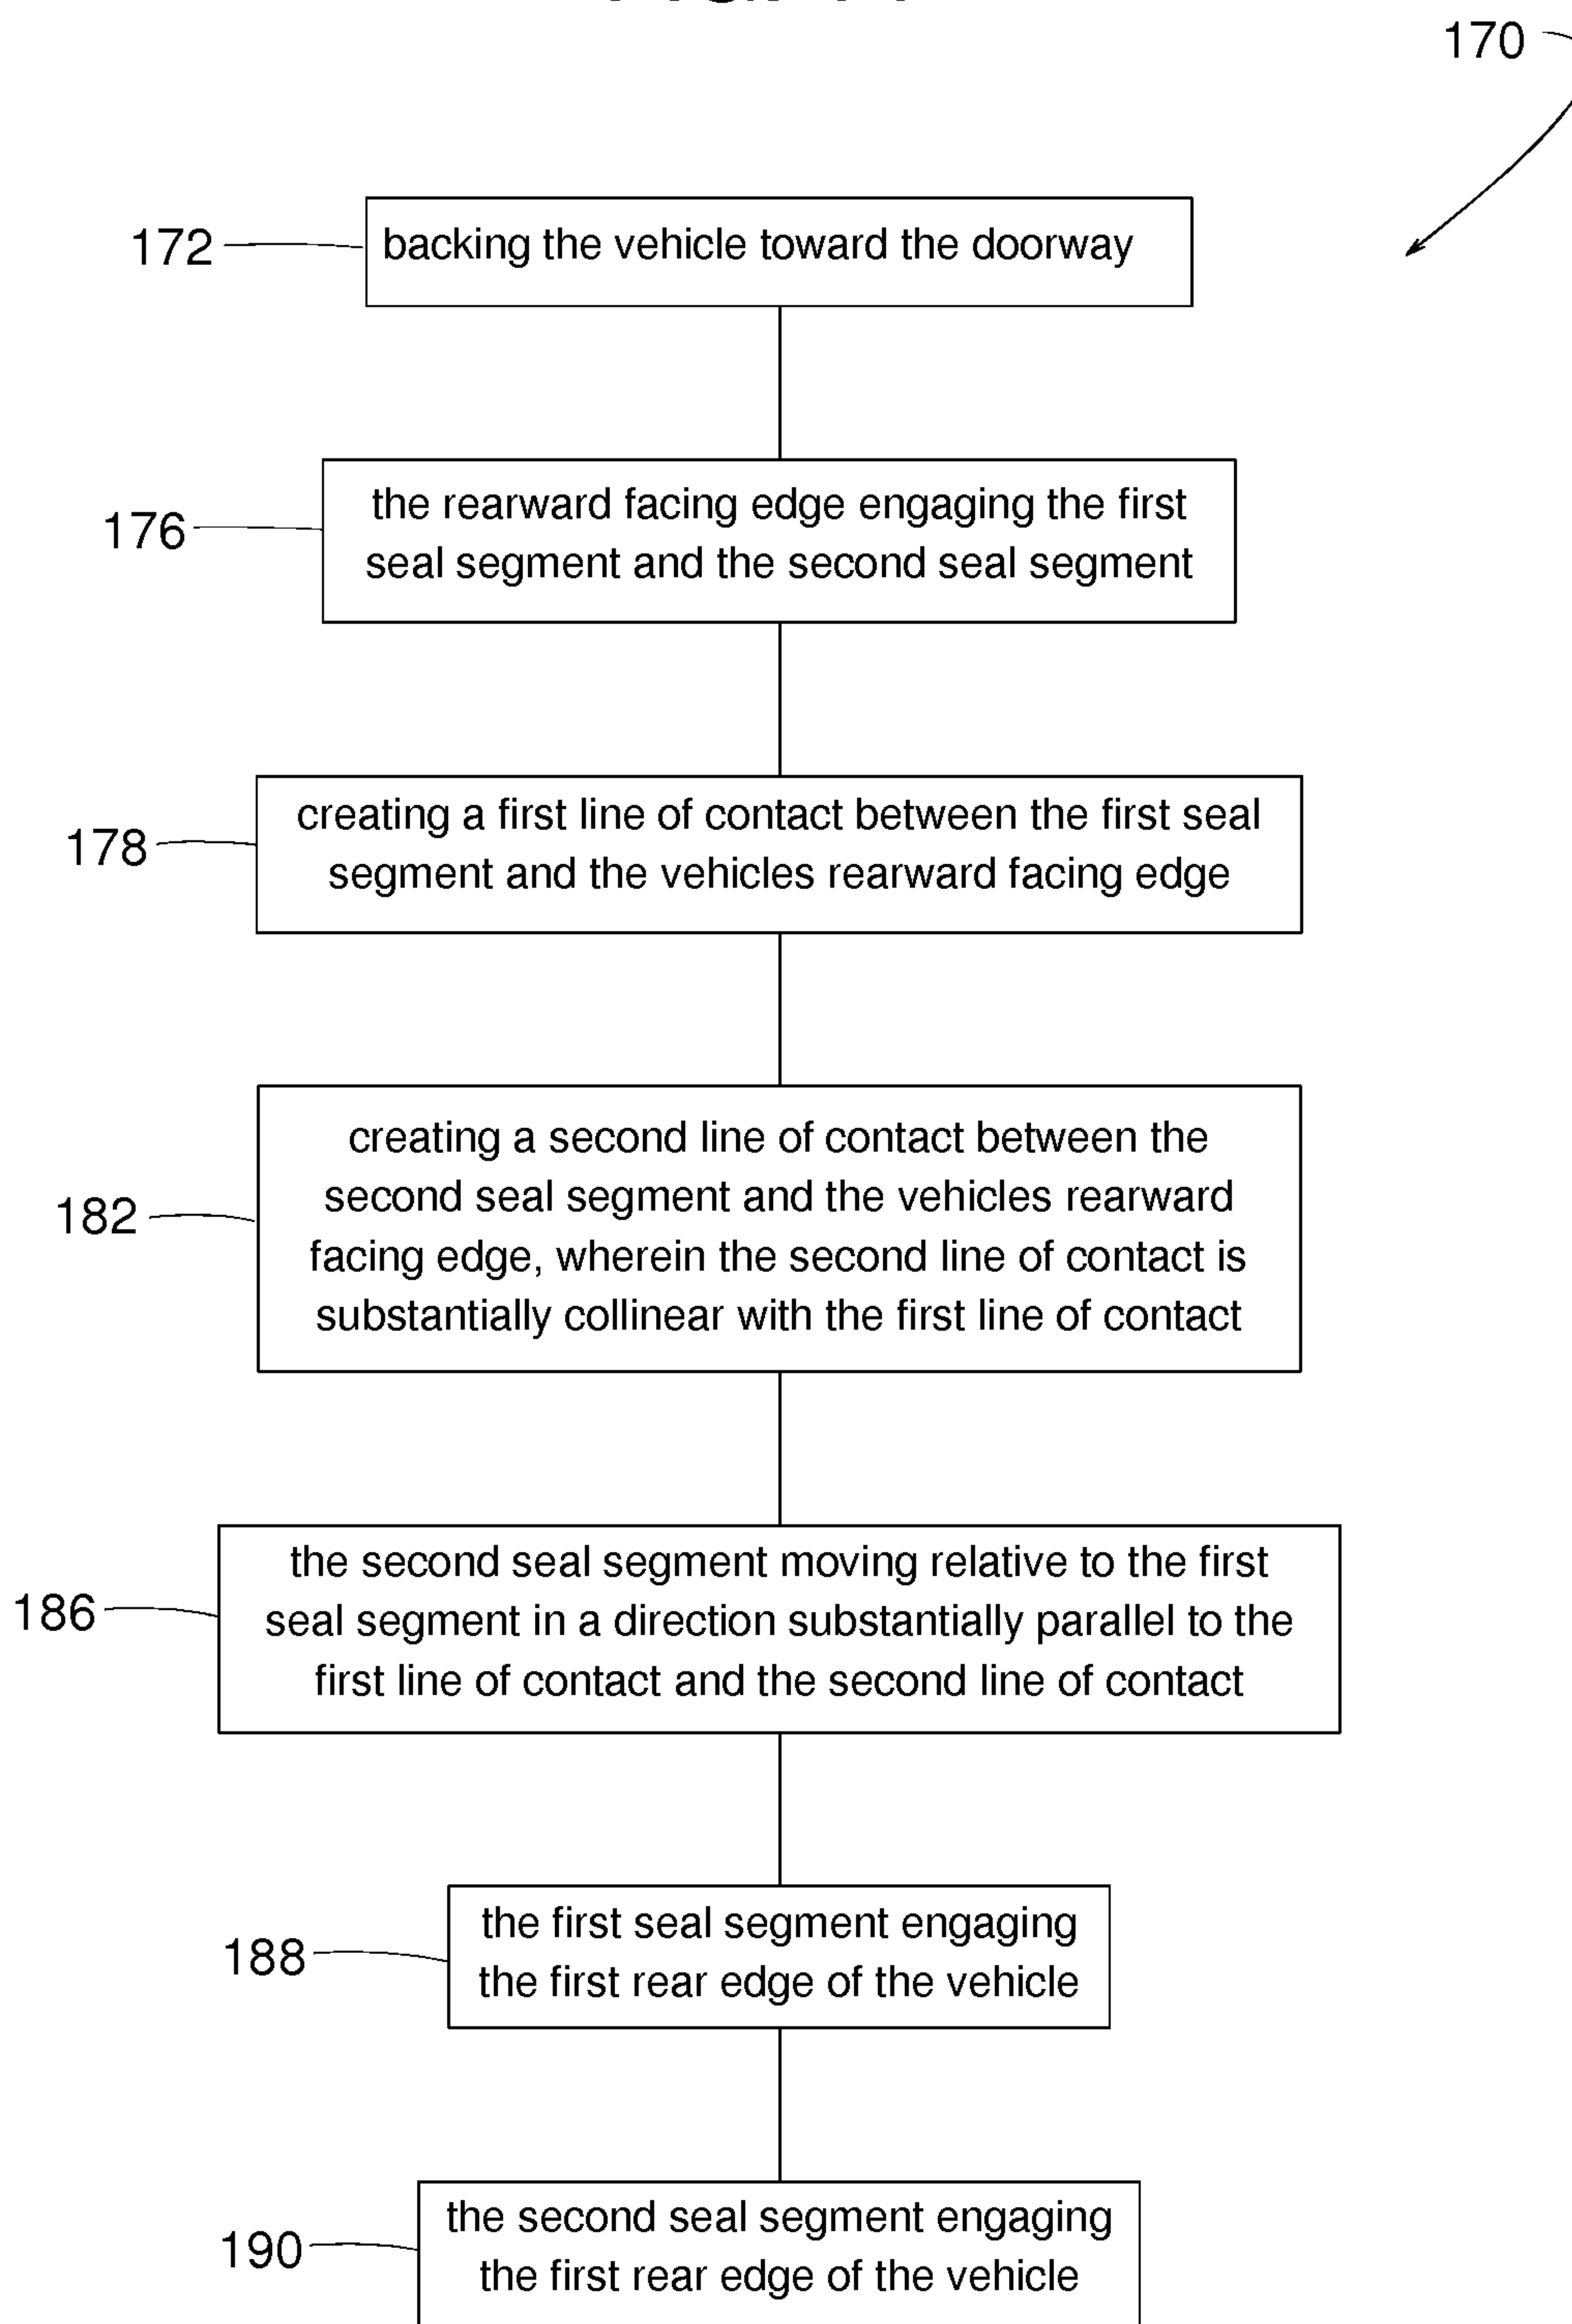 170
172
backing the vehicle toward the doorway
176
the rearward facing edge engaging the first
seal segment and the second seal segment
178
creating a first line of contact between the first seal
segment and the vehicles rearward facing edge
182
creating a second line of contact between the
second seal segment and the vehicles rearward
facing edge, wherein the second line of contact is
substantially collinear with the first line of contact
186
the second seal segment moving relative to the first
seal segment in a direction substantially parallel to the
first line of contact and the second line of contact
188
the first seal segment engaging
the first rear edge of the vehicle
190
the second seal segment engaging
the first rear edge of the vehicle